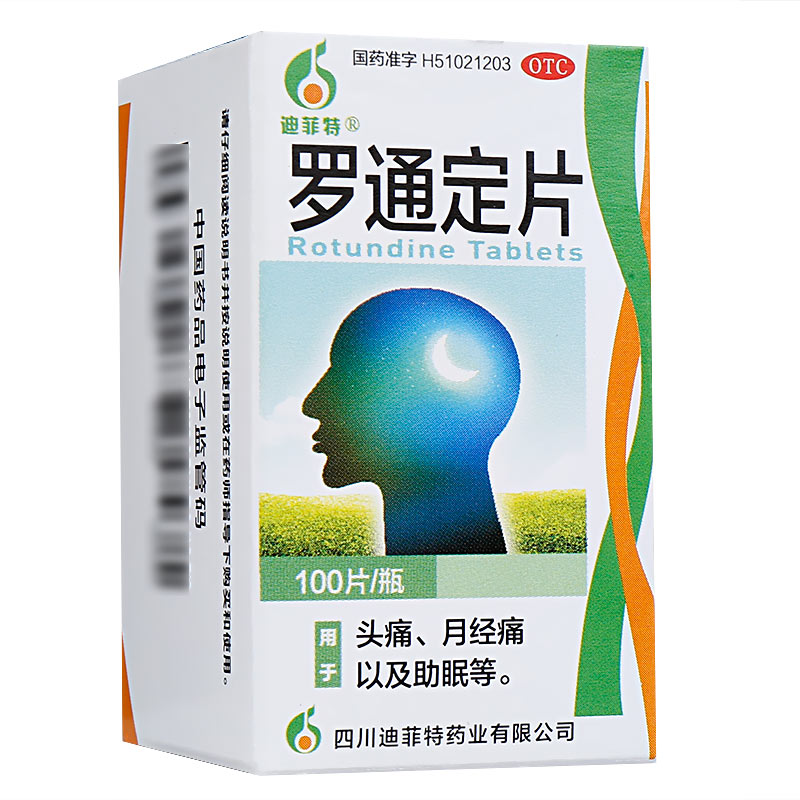 国药准字 H51021203 OTC
迪菲特®
罗通定片
Rotundine Tablets
100片/瓶
用于
头痛、月经痛
以及助眠等。
四川迪菲特药业有限公司
请仔细阅读说明书并按说明使用或在药师指导下购买和使用。
中国药品电子监管码